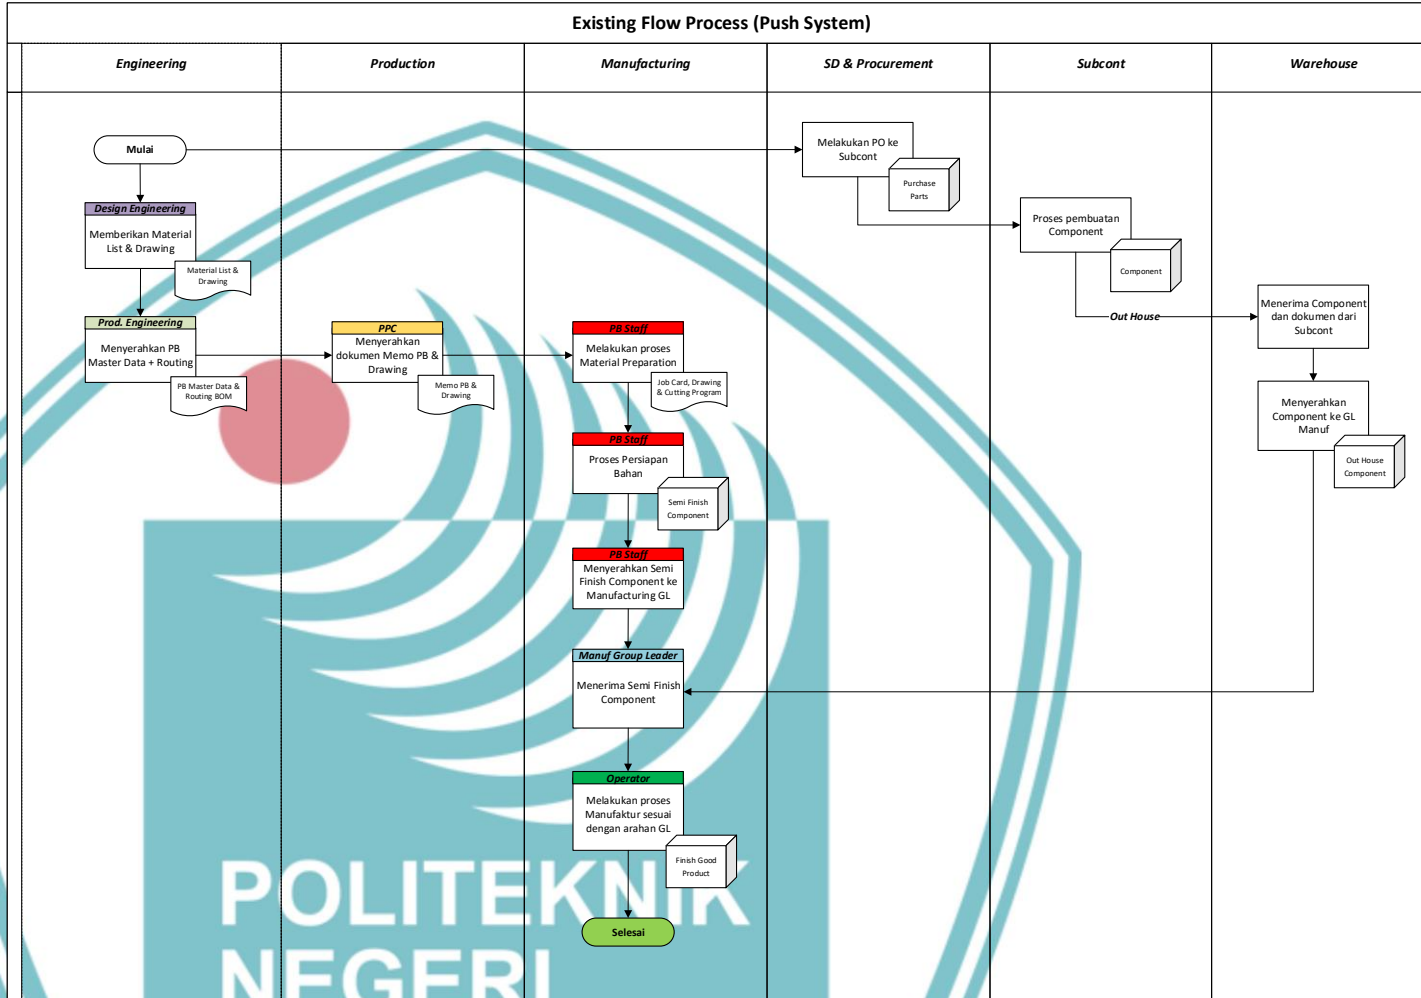 Existing Flow Process (Push System)
Engineering
Production
Manufacturing
SD & Procurement
Subcont
Warehouse
Mulai
Melakukan PO ke
Subcont
Purchase
Parts
Proses pembuatan
Component
Component
Out House
Menerima Component
dan dokumen dari
Subcont
Menyerahkan
Component ke GL
Manuf
Out House
Component
Design Engineering
Memberikan Material
List & Drawing
Material List &
Drawing
Prod. Engineering
Menyerahkan PB
Master Data + Routing
PB Master Data &
Routing BOM
PPC
Menyerahkan
dokumen Memo PB &
Drawing
Memo PB &
Drawing
PB Staff
Melakukan proses
Material Preparation
Job Card, Drawing
& Cutting Program
PB Staff
Proses Persiapan
Bahan
Semi Finish
Component
PB Staff
Menyerahkan Semi
Finish Component ke
Manufacturing GL
Manuf Group Leader
Menerima Semi Finish
Component
Operator
Melakukan proses
Manufaktur sesuai
dengan arahan GL
Finish Good
Product
Selesai
POLITEKNIK
NEGERI